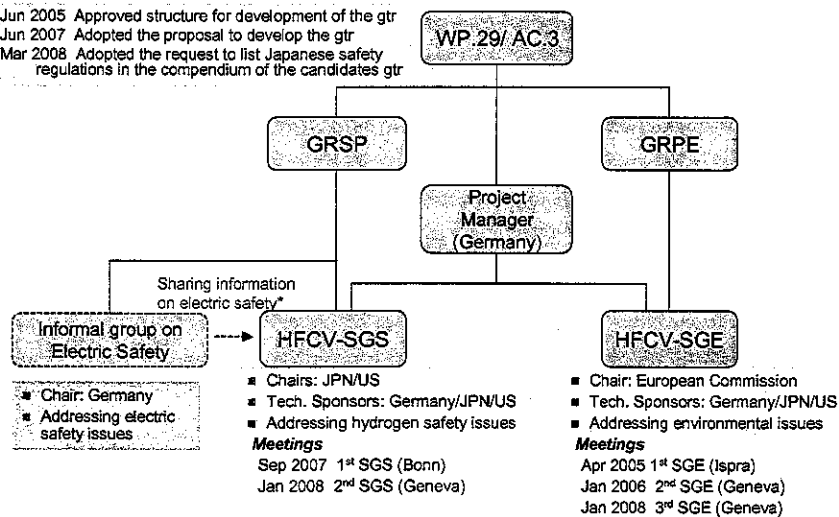 Jun 2005 Approved structure for development of the gtr
Jun 2007 Adopted the proposal to develop the gtr
Mar 2008 Adopted the request to list Japanese safety
regulations in the compendium of the candidates gtr
WP.29/ AC.3
GRSP
GRPE
Project
Manager
(Germany)
Sharing information
on electric safety*
Informal group on
Electric Safety
HFCV-SGS
HFCV-SGE
■ Chair: Germany
■ Addressing electric
safety issues
■ Chairs: JPN/US
■ Tech. Sponsors: Germany/JPN/US
■ Addressing hydrogen safety issues
Meetings
Sep 2007 1st SGS (Bonn)
Jan 2008 2nd SGS (Geneva)
■ Chair: European Commission
■ Tech. Sponsors: Germany/JPN/US
■ Addressing environmental issues
Meetings
Apr 2005 1st SGE (Ispra)
Jan 2006 2nd SGE (Geneva)
Jan 2008 3rd SGE (Geneva)